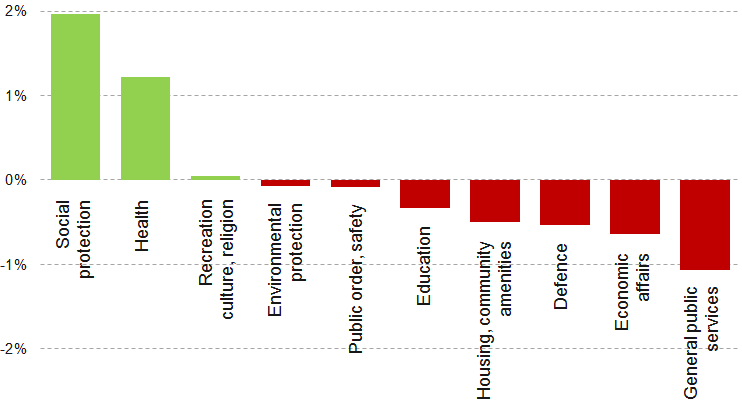 2%
1%
0%
-1%
-2%
Social
protection
Health
Recreation
culture, religion
Environmental
protection
Public order, safety
Education
Housing, community
amenities
Defence
Economic
affairs
General public
services